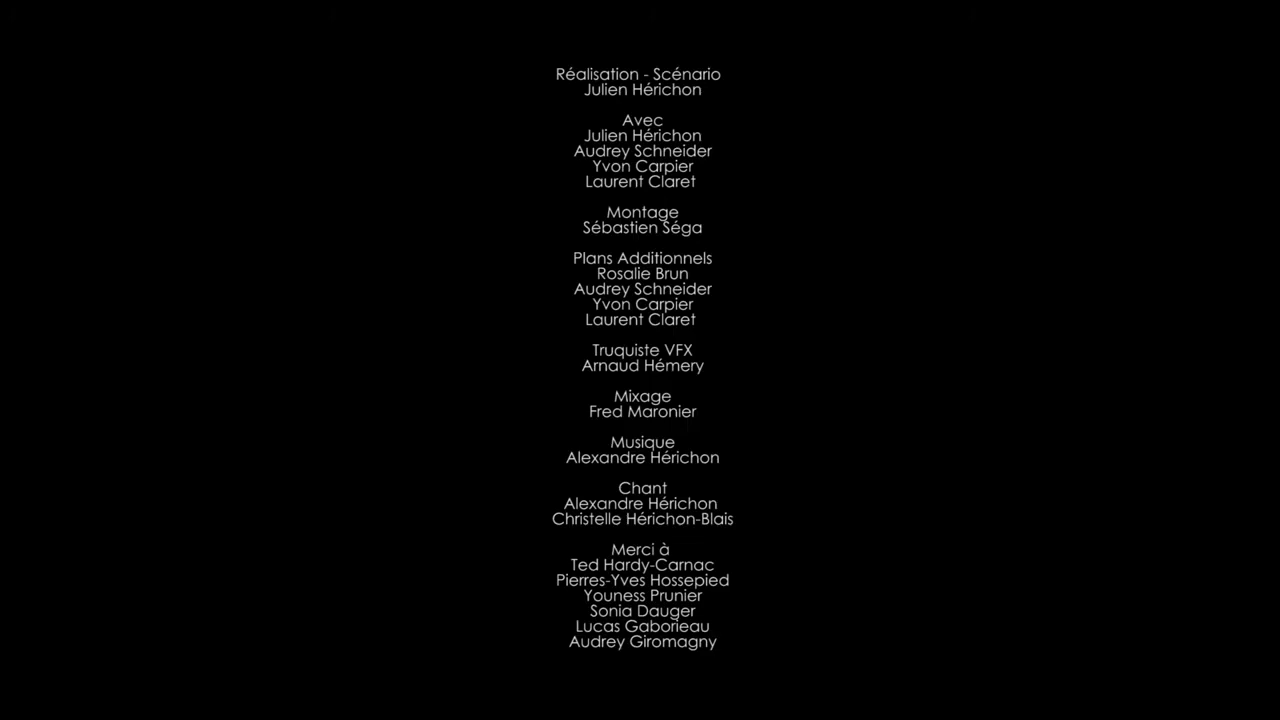 Réalisation - Scénario
Julien Hérichon
Avec
Julien Hérichon
Audrey Schneider
Yvon Carpier
Laurent Claret
Montage
Sébastien Séga
Plans Additionnels
Rosalie Brun
Audrey Schneider
Yvon Carpier
Laurent Claret
Truquiste VFX
Arnaud Hémery
Mixage
Fred Maronier
Musique
Alexandre Hérichon
Chant
Alexandre Hérichon
Christelle Hérichon-Blais
Merci à
Ted Hardy-Carnac
Pierres-Yves Hossepied
Youness Prunier
Sonia Dauger
Lucas Gaborieau
Audrey Giromagny